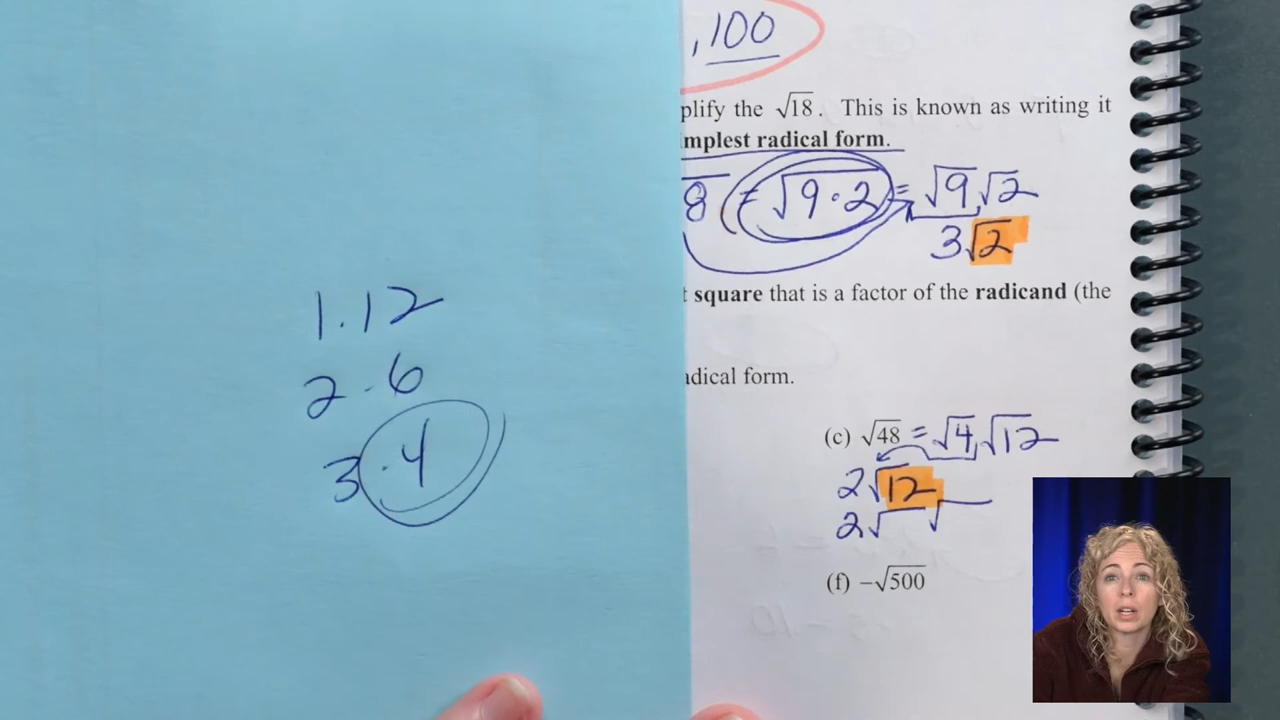 , 100
plify the √18. This is known as writing it
mplest radical form.
8 = √9·2 = √9 √2
3√2
square that is a factor of the radicand (the
dical form.
1.12
2.6
3.4
(c) √48 = √4 √12
2√12
2√ √
(f) −√500